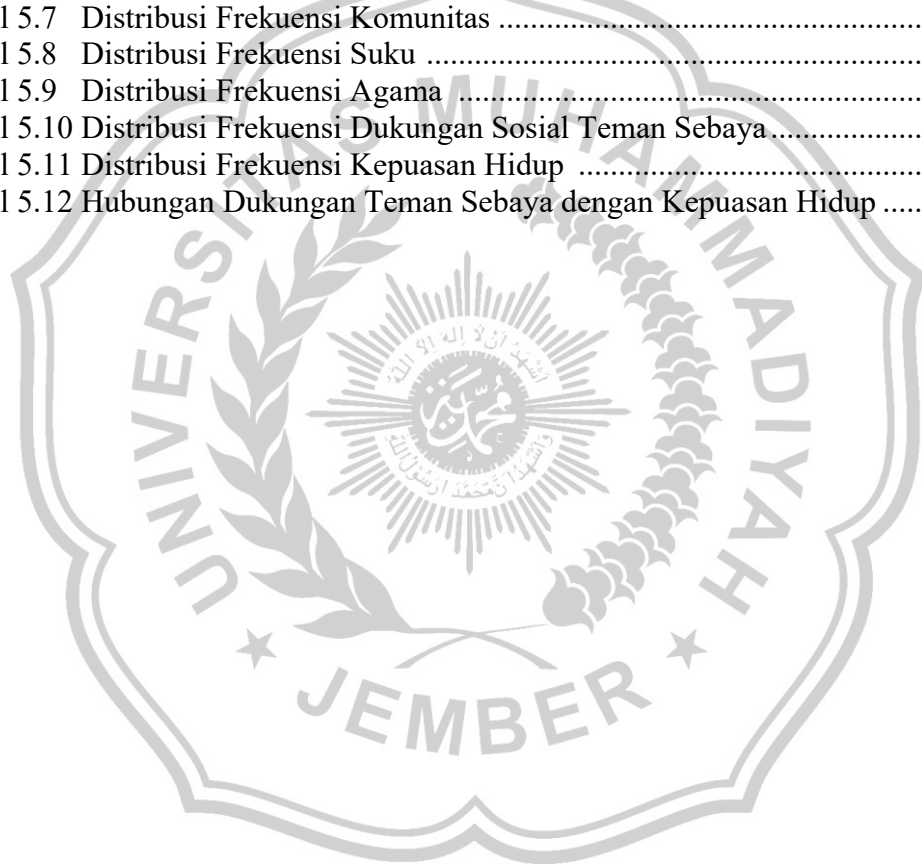 l 5.7 Distribusi Frekuensi Komunitas ........................................................
l 5.8 Distribusi Frekuensi Suku ................................................................
l 5.9 Distribusi Frekuensi Agama ............................................................
l 5.10 Distribusi Frekuensi Dukungan Sosial Teman Sebaya ....................
l 5.11 Distribusi Frekuensi Kepuasan Hidup ............................................
l 5.12 Hubungan Dukungan Teman Sebaya dengan Kepuasan Hidup .....
UNIVERSITAS MUHAMMADIYAH
JEMBER